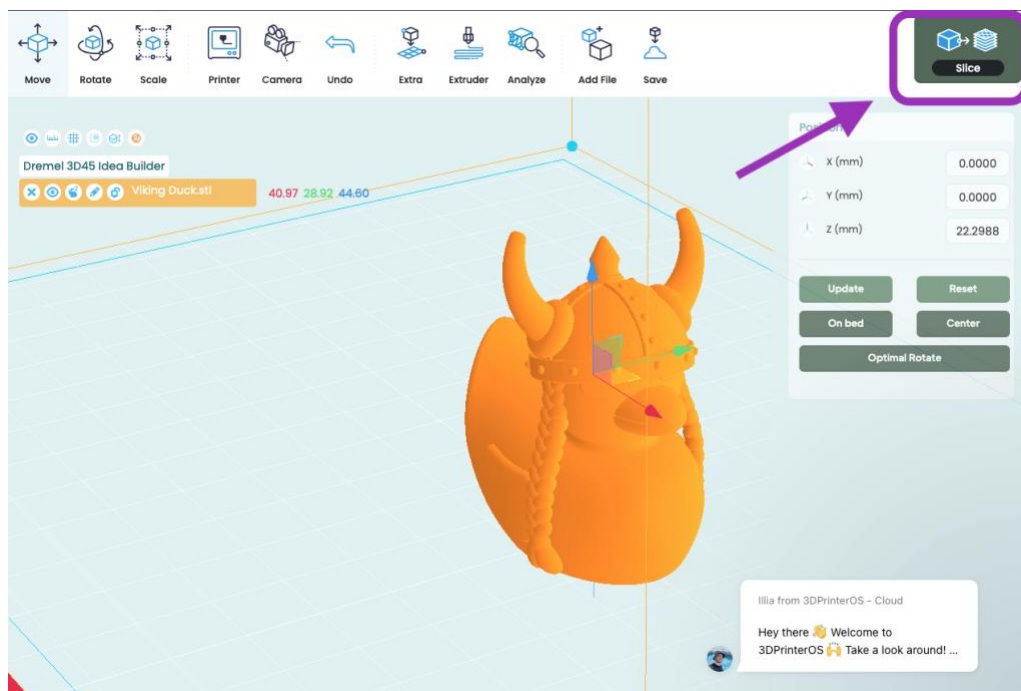 Move
Rotate
Scale
Printer
Camera
Undo
Extra
Extruder
Analyze
Add File
Save
Slice
Dremel 3D45 Idea Builder
Viking Duck.stl
40.97 28.92 44.60
X (mm)
0.0000
Y (mm)
0.0000
Z (mm)
22.2988
Update
Reset
On bed
Center
Optimal Rotate
Illia from 3DPrinterOS - Cloud
Hey there 👋 Welcome to
3DPrinterOS 🙌 Take a look around! ...